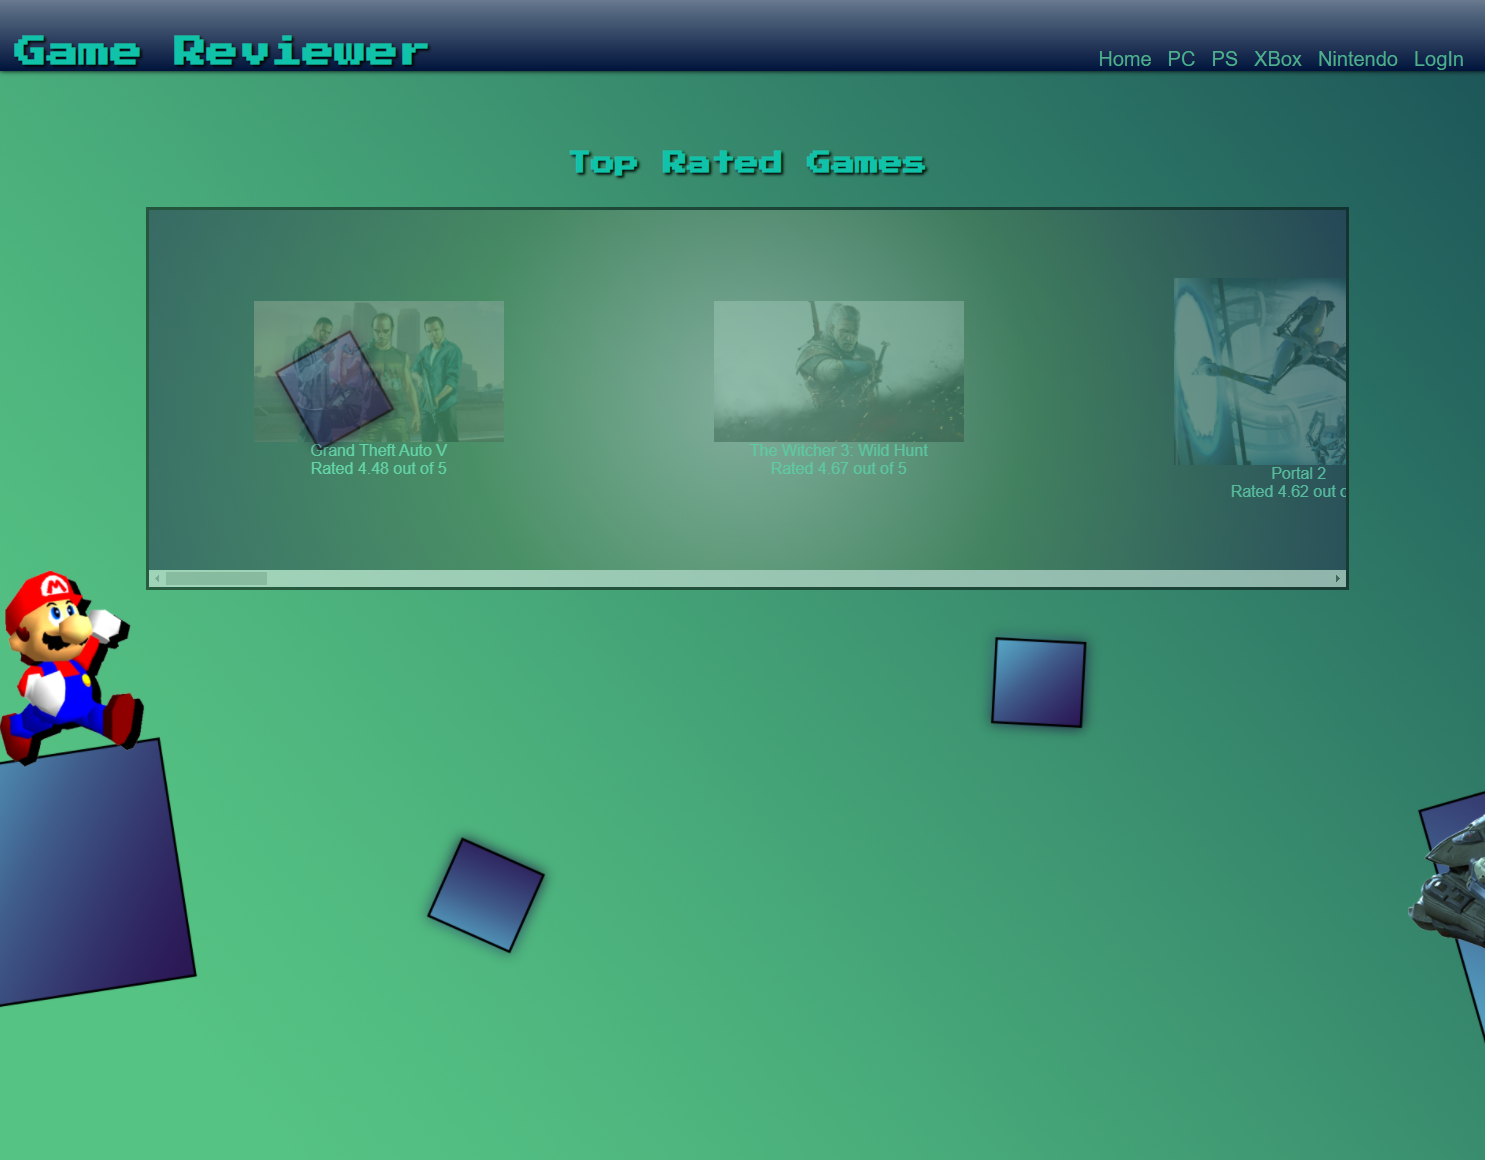 Game Reviewer
Home PC PS XBox Nintendo LogIn
Top Rated Games
Grand Theft Auto V
Rated 4.48 out of 5
The Witcher 3: Wild Hunt
Rated 4.67 out of 5
Portal 2
Rated 4.62 out
M